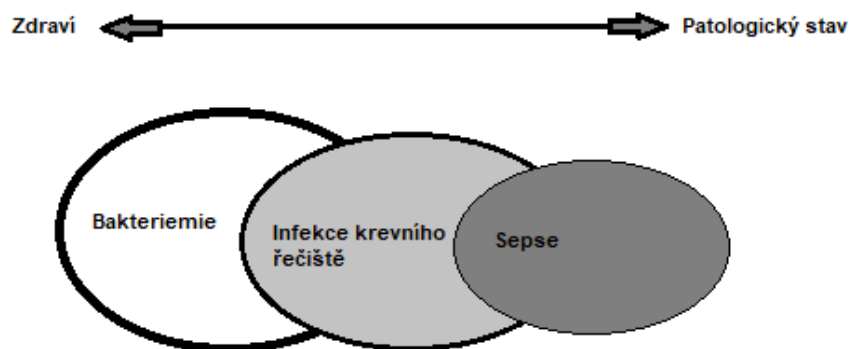 Zdraví
Patologický stav
Bakteriemie
Infekce krevního
řečiště
Sepse